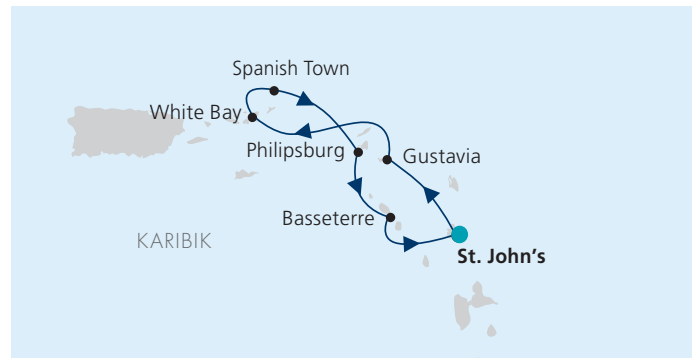 Spanish Town
White Bay
Philipsburg
Gustavia
Basseterre
KARIBIK
St. John's